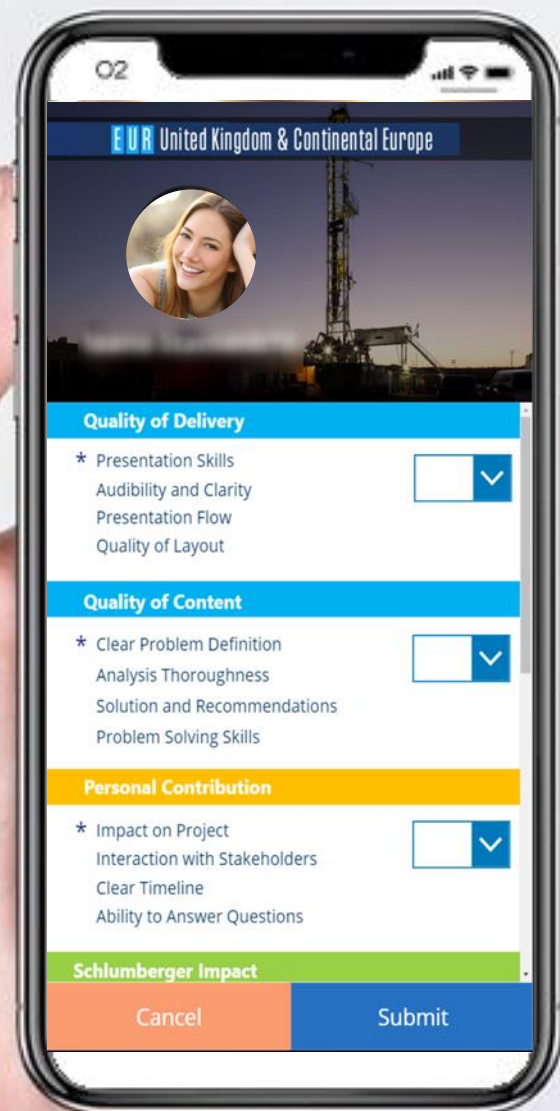 O2
EUR United Kingdom & Continental Europe
Quality of Delivery
* Presentation Skills
Audibility and Clarity
Presentation Flow
Quality of Layout
Quality of Content
* Clear Problem Definition
Analysis Thoroughness
Solution and Recommendations
Problem Solving Skills
Personal Contribution
* Impact on Project
Interaction with Stakeholders
Clear Timeline
Ability to Answer Questions
Schlumberger Impact
Cancel
Submit